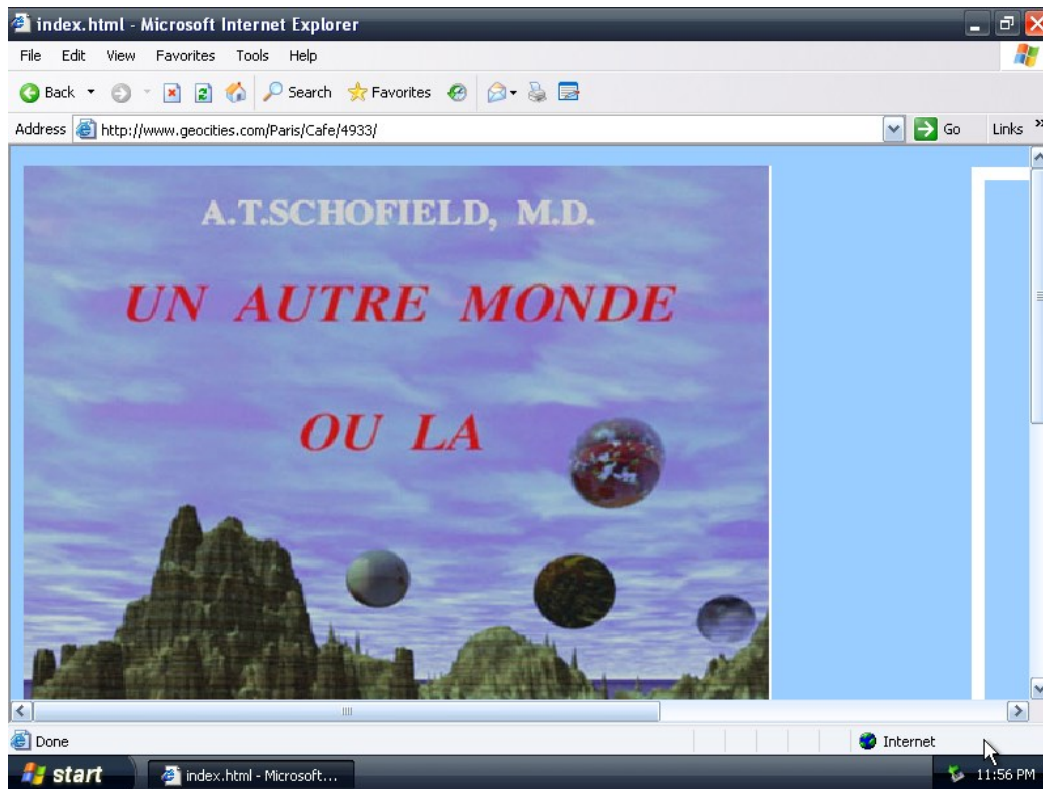 index.html - Microsoft Internet Explorer
File Edit View Favorites Tools Help
Back Search Favorites
Address http://www.geocities.com/Paris/Cafe/4933/ Go Links »
A.T.SCHOFIELD, M.D.
UN AUTRE MONDE
OU LA
Done Internet
start index.html - Microsoft... 11:56 PM